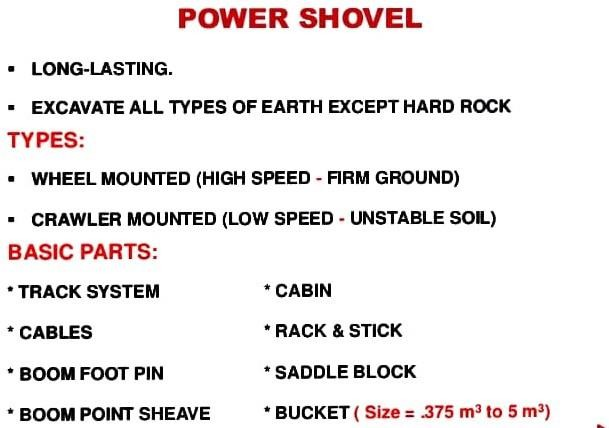 POWER SHOVEL
▪ LONG-LASTING.
▪ EXCAVATE ALL TYPES OF EARTH EXCEPT HARD ROCK
TYPES:
▪ WHEEL MOUNTED (HIGH SPEED - FIRM GROUND)
▪ CRAWLER MOUNTED (LOW SPEED - UNSTABLE SOIL)
BASIC PARTS:
* TRACK SYSTEM * CABIN
* CABLES * RACK & STICK
* BOOM FOOT PIN * SADDLE BLOCK
* BOOM POINT SHEAVE * BUCKET ( Size = .375 m³ to 5 m³)